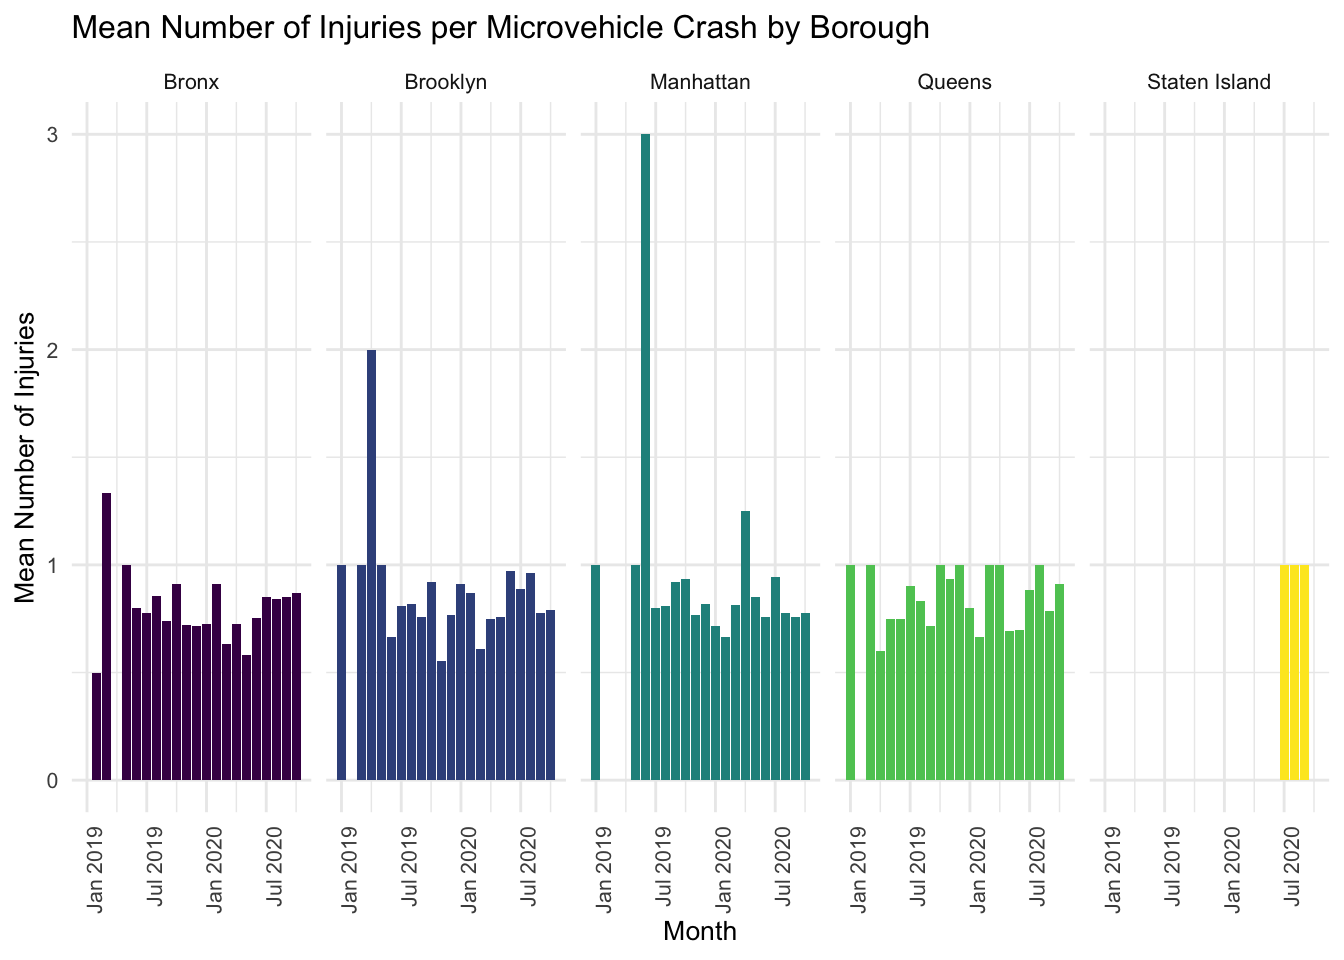 Mean Number of Injuries per Microvehicle Crash by Borough
Bronx
Brooklyn
Manhattan
Queens
Staten Island
Mean Number of Injuries
3
2
1
0
Jan 2019
Jul 2019
Jan 2020
Jul 2020
Jan 2019
Jul 2019
Jan 2020
Jul 2020
Jan 2019
Jul 2019
Jan 2020
Jul 2020
Jan 2019
Jul 2019
Jan 2020
Jul 2020
Jan 2019
Jul 2019
Jan 2020
Jul 2020
Month